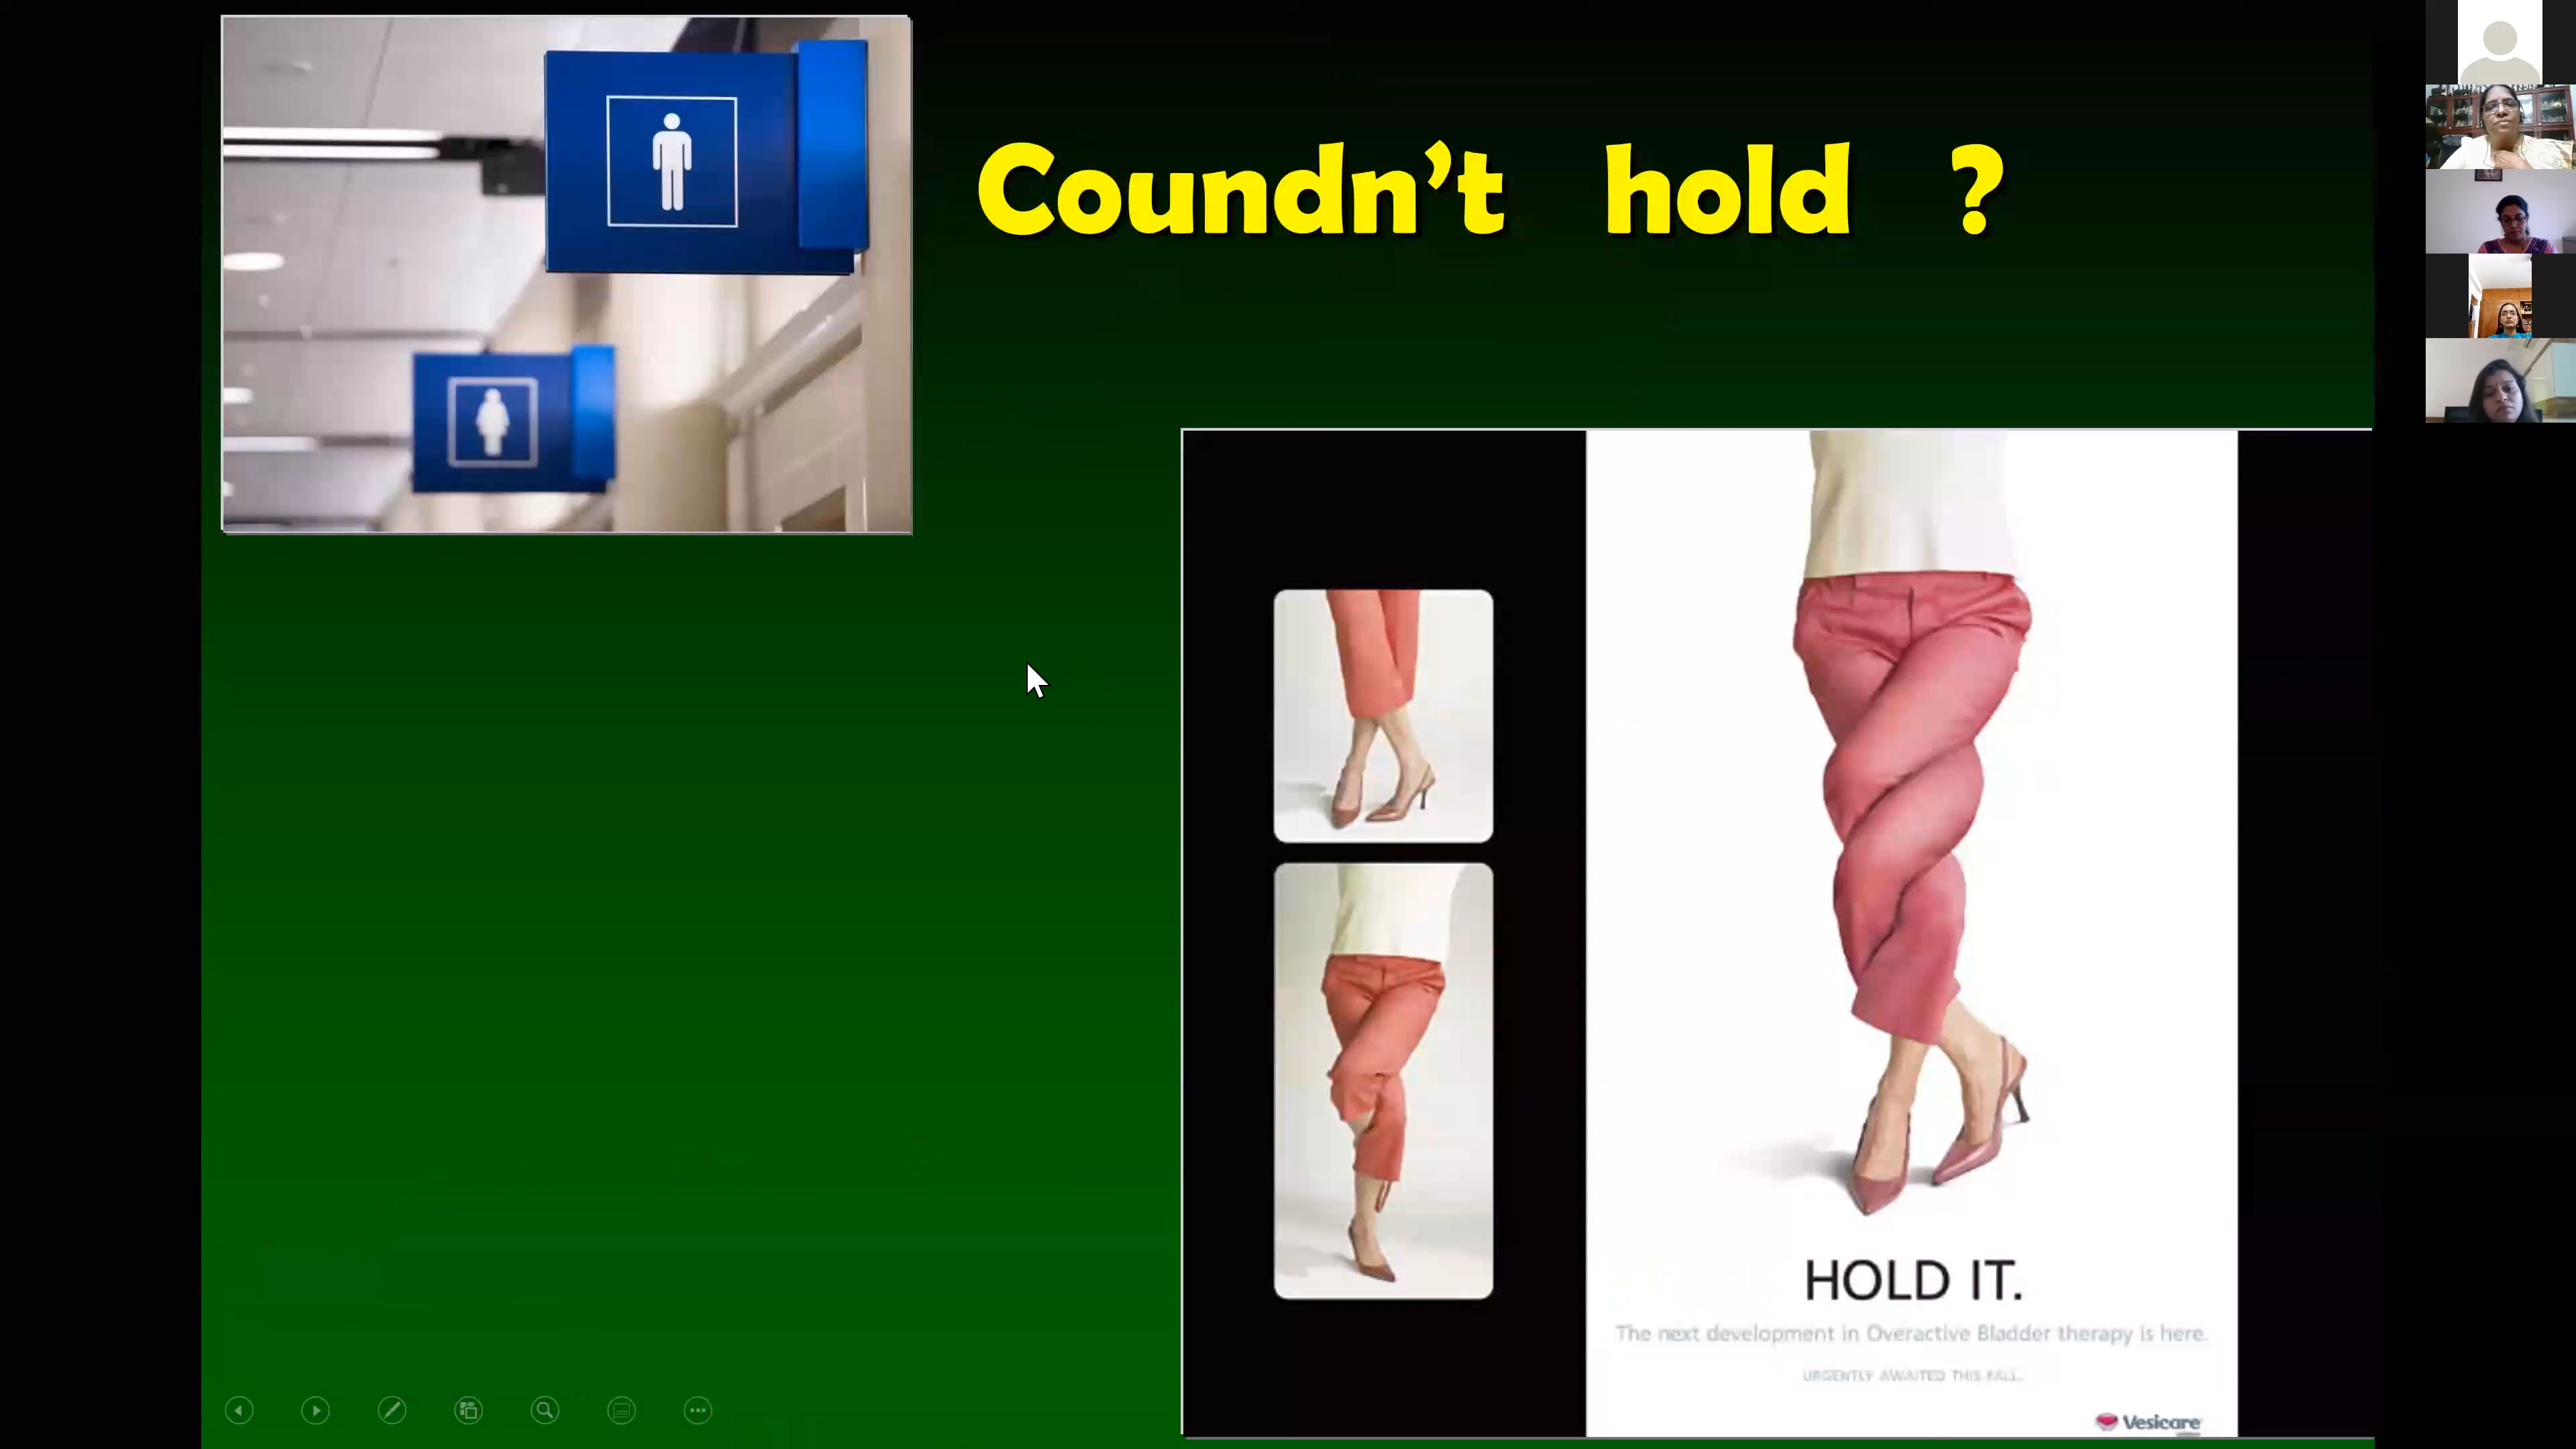 Coundn’t hold ?
HOLD IT.
The next development in Overactive Bladder therapy is here.
URGENTLY AWAITED THIS FALL.
Vesicare